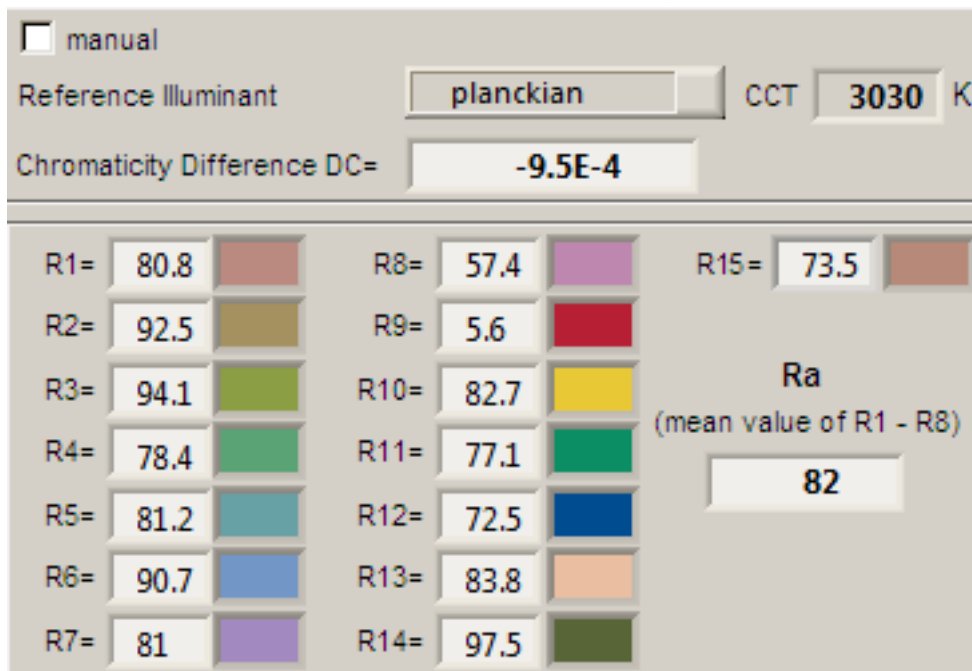 manual
Reference Illuminant planckian CCT 3030 K
Chromaticity Difference DC= -9.5E-4
R1= 80.8 R8= 57.4 R15= 73.5
R2= 92.5 R9= 5.6
R3= 94.1 R10= 82.7 Ra
(mean value of R1 - R8)
R4= 78.4 R11= 77.1
82
R5= 81.2 R12= 72.5
R6= 90.7 R13= 83.8
R7= 81 R14= 97.5